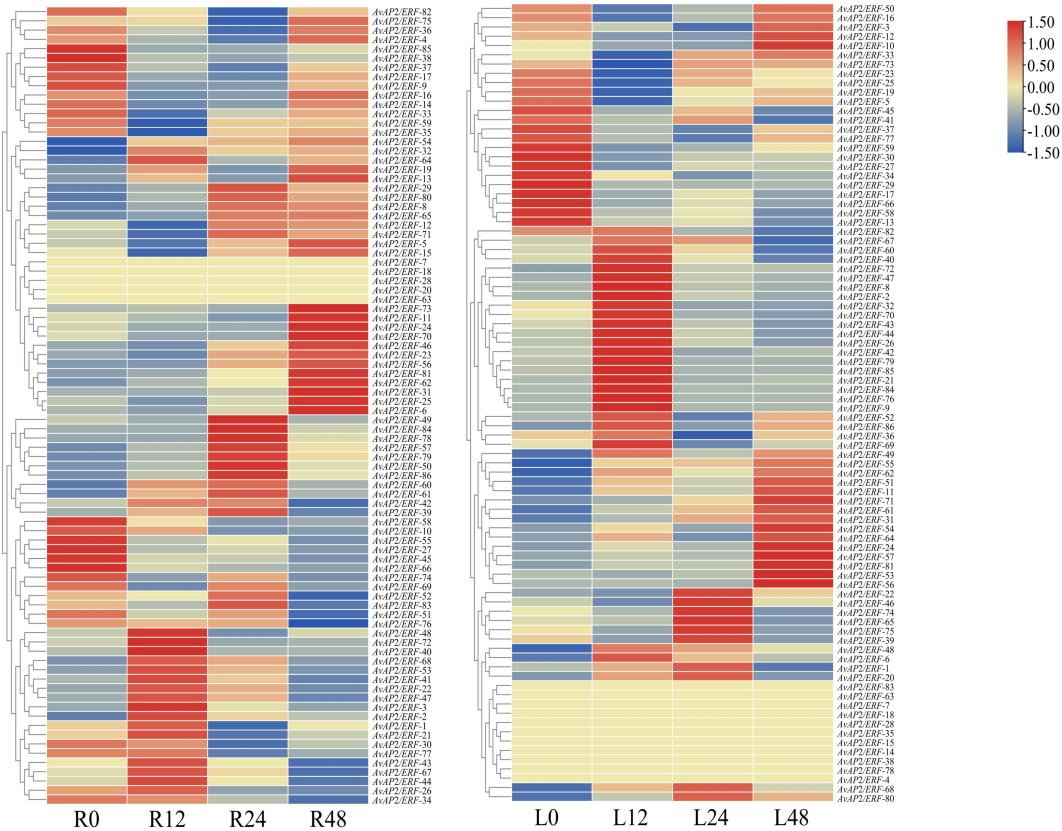 AvAP2/ERF-82
AvAP2/ERF-75
AvAP2/ERF-36
AvAP2/ERF-4
AvAP2/ERF-85
AvAP2/ERF-38
AvAP2/ERF-37
AvAP2/ERF-17
AvAP2/ERF-9
AvAP2/ERF-16
AvAP2/ERF-14
AvAP2/ERF-33
AvAP2/ERF-59
AvAP2/ERF-35
AvAP2/ERF-54
AvAP2/ERF-32
AvAP2/ERF-64
AvAP2/ERF-19
AvAP2/ERF-13
AvAP2/ERF-29
AvAP2/ERF-80
AvAP2/ERF-8
AvAP2/ERF-65
AvAP2/ERF-12
AvAP2/ERF-71
AvAP2/ERF-5
AvAP2/ERF-15
AvAP2/ERF-7
AvAP2/ERF-18
AvAP2/ERF-28
AvAP2/ERF-20
AvAP2/ERF-63
AvAP2/ERF-73
AvAP2/ERF-11
AvAP2/ERF-24
AvAP2/ERF-70
AvAP2/ERF-46
AvAP2/ERF-23
AvAP2/ERF-56
AvAP2/ERF-81
AvAP2/ERF-62
AvAP2/ERF-31
AvAP2/ERF-25
AvAP2/ERF-6
AvAP2/ERF-49
AvAP2/ERF-84
AvAP2/ERF-78
AvAP2/ERF-57
AvAP2/ERF-79
AvAP2/ERF-50
AvAP2/ERF-86
AvAP2/ERF-60
AvAP2/ERF-61
AvAP2/ERF-42
AvAP2/ERF-39
AvAP2/ERF-58
AvAP2/ERF-10
AvAP2/ERF-55
AvAP2/ERF-27
AvAP2/ERF-45
AvAP2/ERF-66
AvAP2/ERF-74
AvAP2/ERF-69
AvAP2/ERF-52
AvAP2/ERF-83
AvAP2/ERF-51
AvAP2/ERF-76
AvAP2/ERF-48
AvAP2/ERF-72
AvAP2/ERF-40
AvAP2/ERF-68
AvAP2/ERF-53
AvAP2/ERF-41
AvAP2/ERF-22
AvAP2/ERF-47
AvAP2/ERF-3
AvAP2/ERF-2
AvAP2/ERF-1
AvAP2/ERF-21
AvAP2/ERF-30
AvAP2/ERF-77
AvAP2/ERF-43
AvAP2/ERF-67
AvAP2/ERF-44
AvAP2/ERF-26
AvAP2/ERF-34
R0 R12 R24 R48
AvAP2/ERF-50
AvAP2/ERF-16
AvAP2/ERF-3
AvAP2/ERF-12
AvAP2/ERF-10
AvAP2/ERF-33
AvAP2/ERF-73
AvAP2/ERF-23
AvAP2/ERF-25
AvAP2/ERF-19
AvAP2/ERF-5
AvAP2/ERF-45
AvAP2/ERF-41
AvAP2/ERF-37
AvAP2/ERF-77
AvAP2/ERF-59
AvAP2/ERF-30
AvAP2/ERF-27
AvAP2/ERF-34
AvAP2/ERF-29
AvAP2/ERF-17
AvAP2/ERF-66
AvAP2/ERF-58
AvAP2/ERF-13
AvAP2/ERF-82
AvAP2/ERF-67
AvAP2/ERF-60
AvAP2/ERF-40
AvAP2/ERF-72
AvAP2/ERF-47
AvAP2/ERF-8
AvAP2/ERF-2
AvAP2/ERF-32
AvAP2/ERF-70
AvAP2/ERF-43
AvAP2/ERF-44
AvAP2/ERF-26
AvAP2/ERF-42
AvAP2/ERF-79
AvAP2/ERF-85
AvAP2/ERF-21
AvAP2/ERF-84
AvAP2/ERF-76
AvAP2/ERF-9
AvAP2/ERF-52
AvAP2/ERF-86
AvAP2/ERF-36
AvAP2/ERF-69
AvAP2/ERF-49
AvAP2/ERF-55
AvAP2/ERF-62
AvAP2/ERF-51
AvAP2/ERF-11
AvAP2/ERF-71
AvAP2/ERF-61
AvAP2/ERF-31
AvAP2/ERF-54
AvAP2/ERF-64
AvAP2/ERF-24
AvAP2/ERF-57
AvAP2/ERF-81
AvAP2/ERF-53
AvAP2/ERF-56
AvAP2/ERF-22
AvAP2/ERF-46
AvAP2/ERF-74
AvAP2/ERF-65
AvAP2/ERF-75
AvAP2/ERF-39
AvAP2/ERF-48
AvAP2/ERF-6
AvAP2/ERF-1
AvAP2/ERF-20
AvAP2/ERF-83
AvAP2/ERF-63
AvAP2/ERF-7
AvAP2/ERF-18
AvAP2/ERF-28
AvAP2/ERF-35
AvAP2/ERF-15
AvAP2/ERF-14
AvAP2/ERF-38
AvAP2/ERF-78
AvAP2/ERF-4
AvAP2/ERF-68
AvAP2/ERF-80
L0 L12 L24 L48
1.50
1.00
0.50
0.00
-0.50
-1.00
-1.50